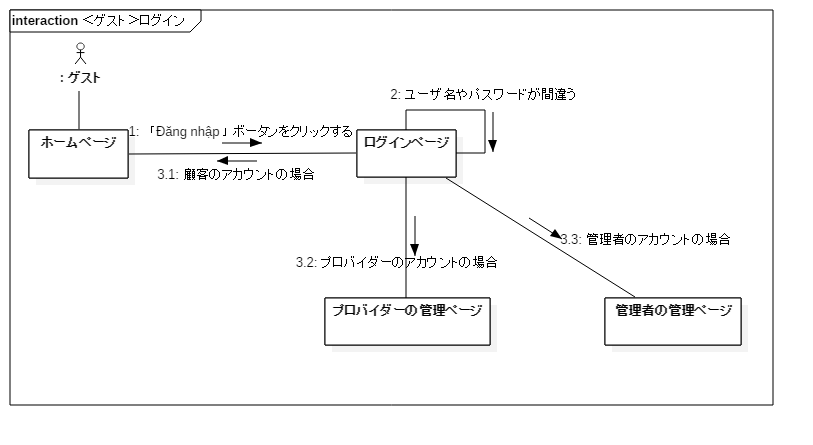 interaction <ゲスト>ログイン
: ゲスト
2: ユーザ名やパスワードが間違う
1: 「Đăng nhập」ボータンをクリックする
ホームページ
ログインページ
3.1: 顧客のアカウントの場合
3.3: 管理者のアカウントの場合
3.2: プロバイダーのアカウントの場合
プロバイダーの管理ページ
管理者の管理ページ